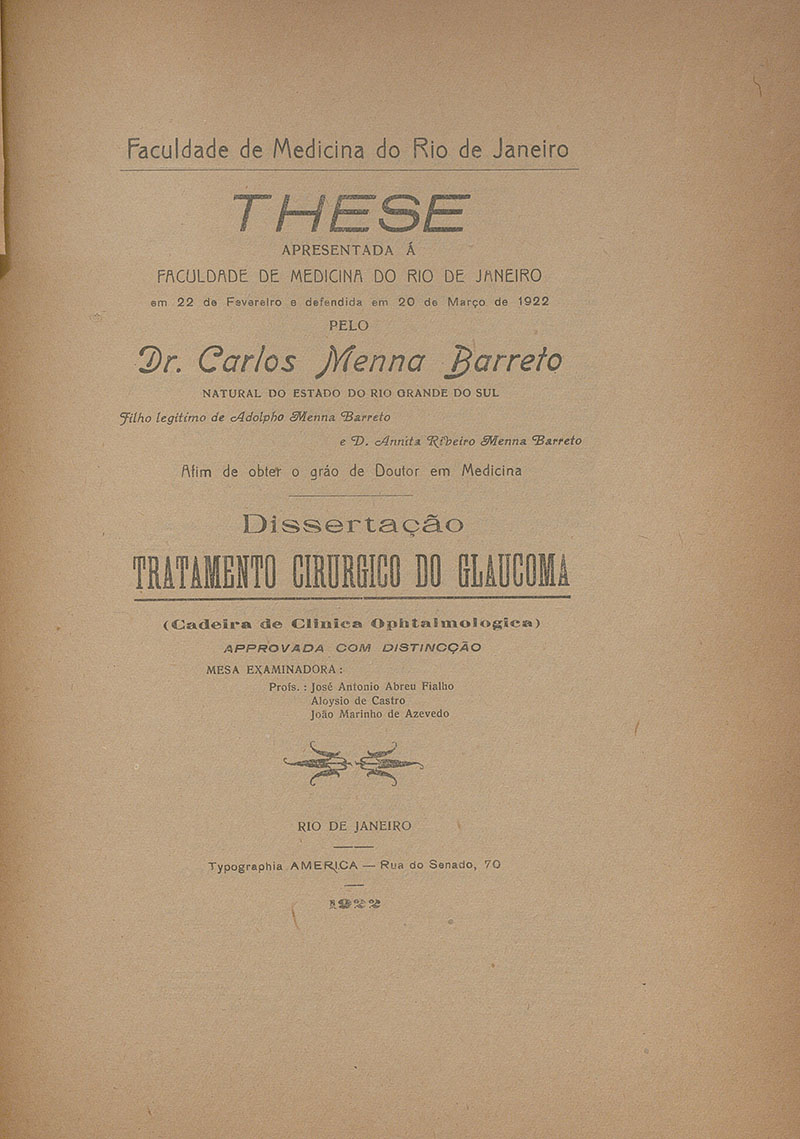 Faculdade de Medicina do Rio de Janeiro
THESE
APRESENTADA Á
FACULDADE DE MEDICINA DO RIO DE JANEIRO
em 22 de Fevereiro e defendida em 20 de Março de 1922
PELO
Dr. Carlos Menna Barreto
NATURAL DO ESTADO DO RIO GRANDE DO SUL
Filho legitimo de Adolpho Menna Barreto
e D. Annita Ribeiro Menna Barreto
Afim de obter o gráo de Doutor em Medicina
Dissertação
TRATAMENTO CIRURGICO DO GLAUCOMA
(Cadeira de Clinica Ophtalmologica)
APPROVADA COM DISTINCÇÃO
MESA EXAMINADORA:
Profs. : José Antonio Abreu Fialho
Aloysio de Castro
João Marinho de Azevedo
RIO DE JANEIRO
Typographia AMERICA — Rua do Senado, 70
1922